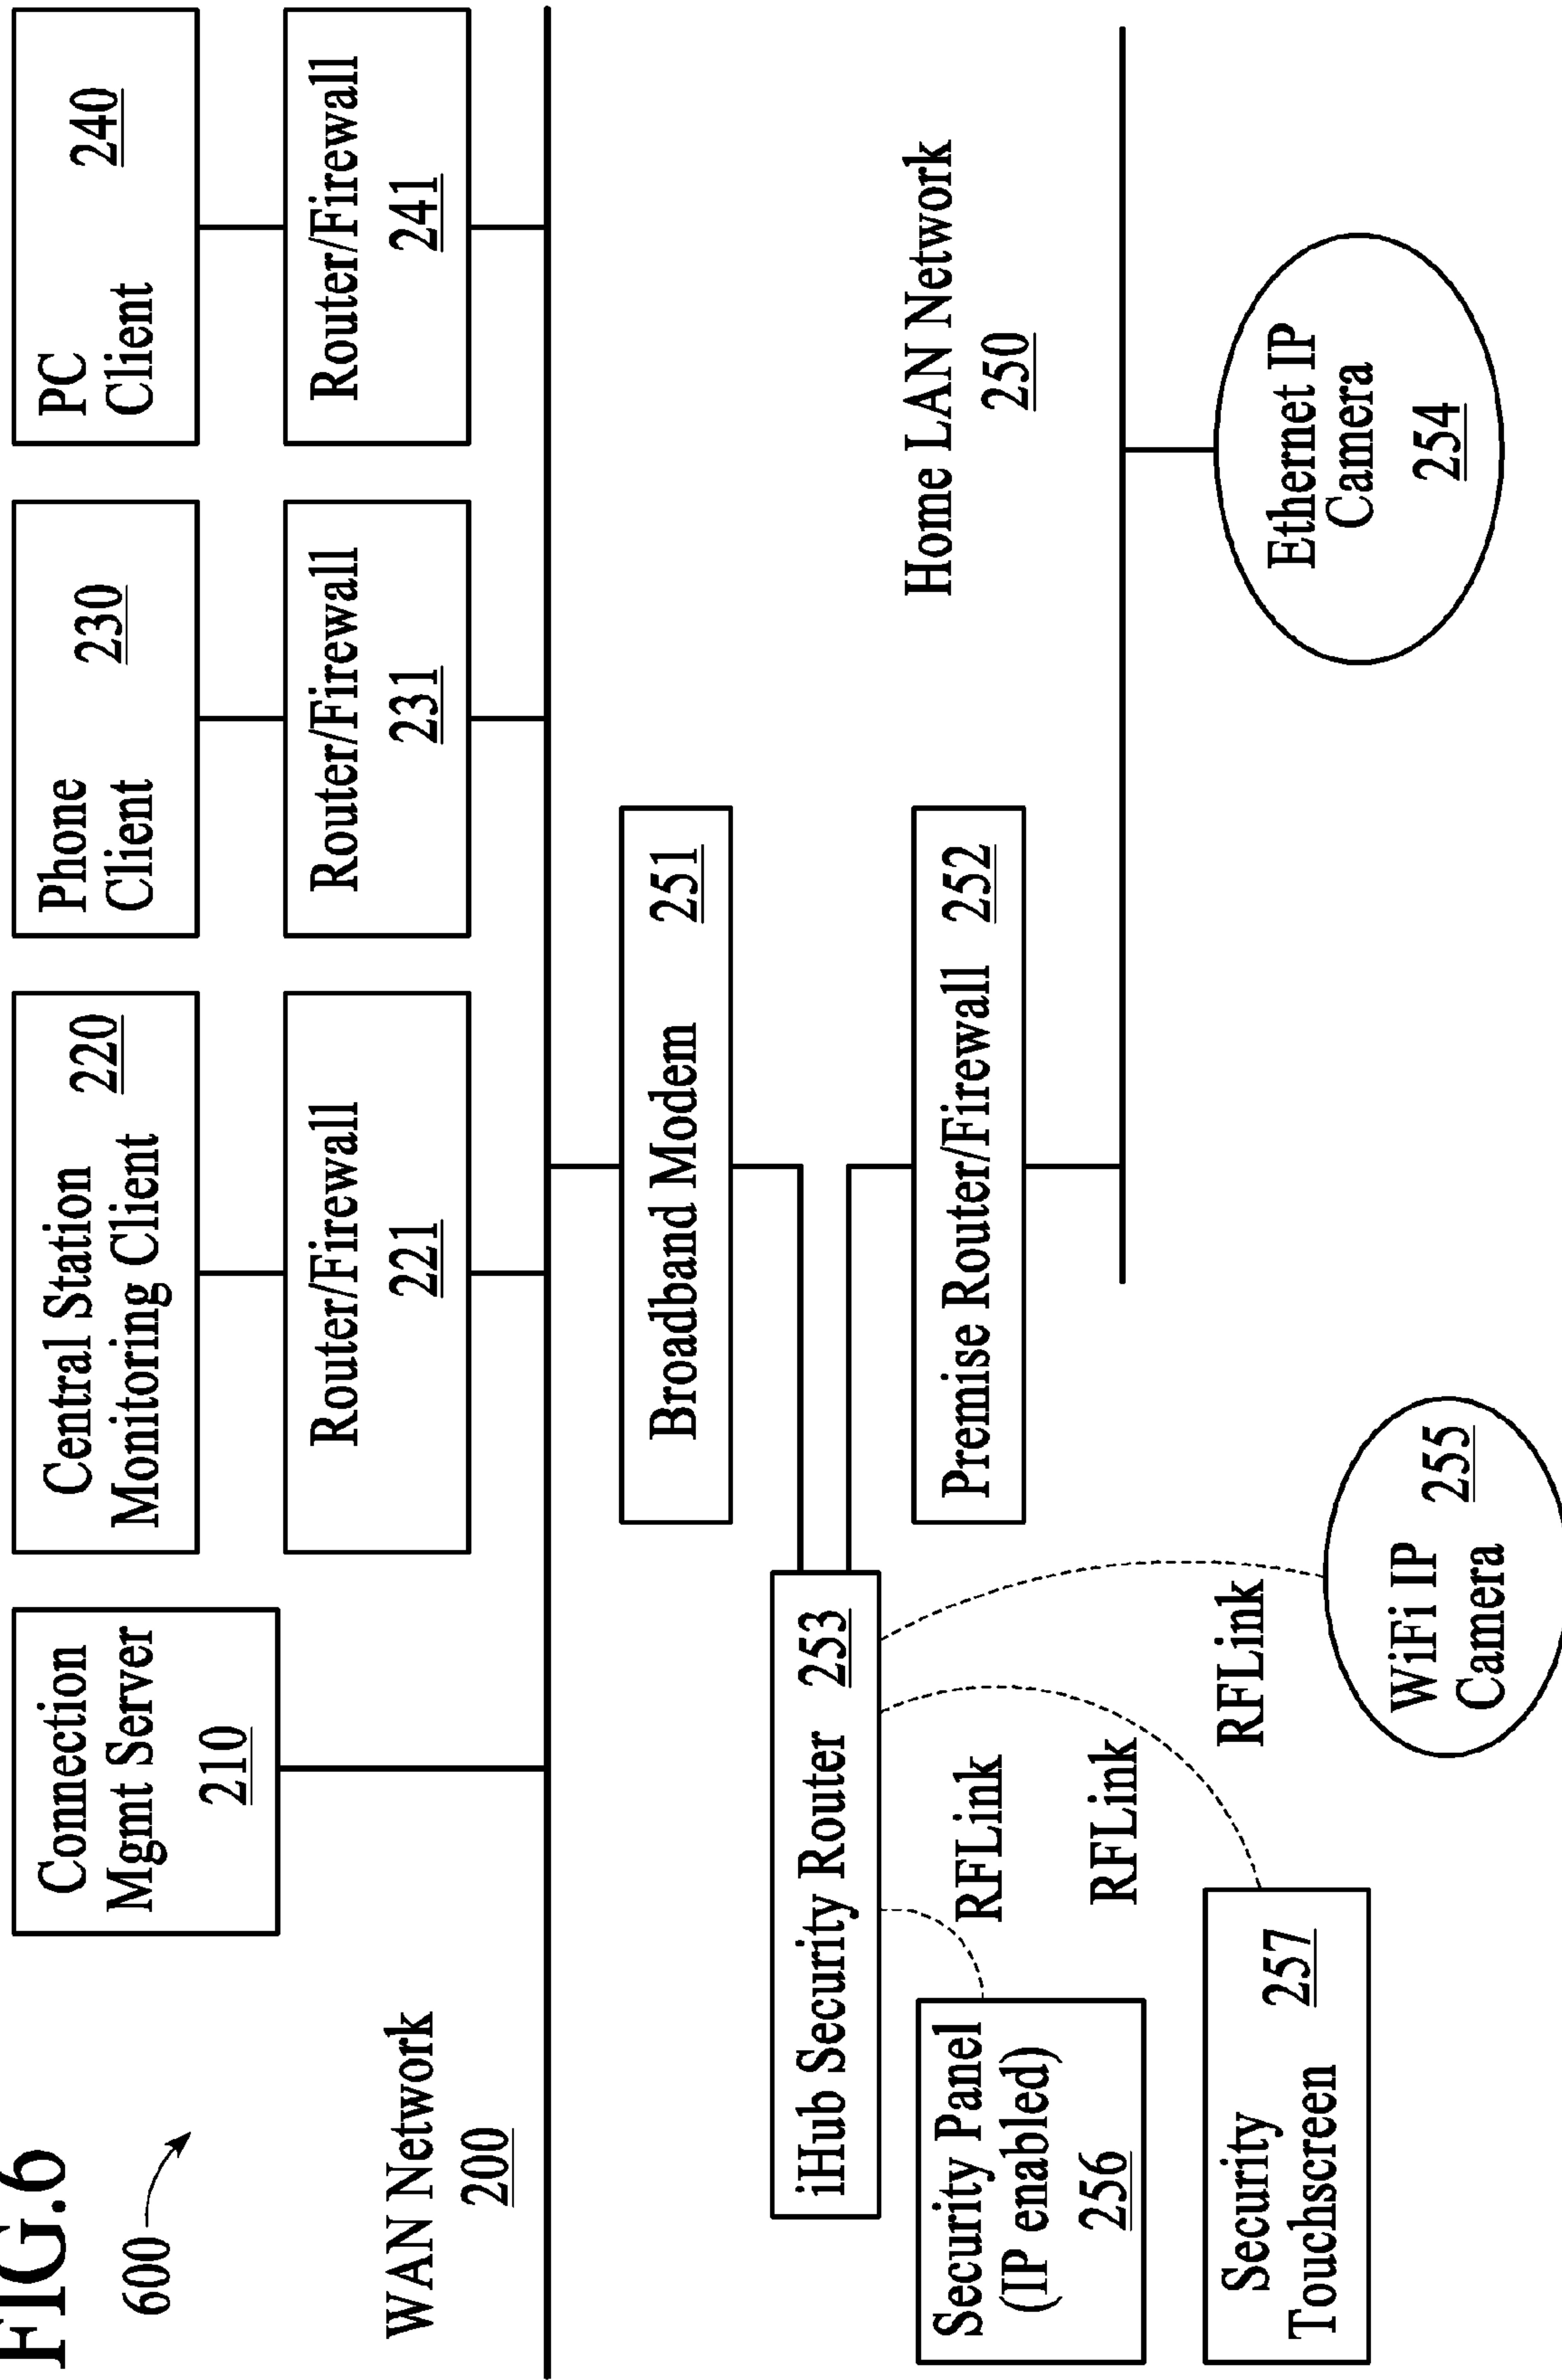 FIG.6
600
Connection
Mgmt Server
210
Central Station
Monitoring Client
220
Phone
Client
230
PC
Client
240
Router/Firewall
221
Router/Firewall
231
Router/Firewall
241
WAN Network
200
Broadband Modem 251
iHub Security Router 253
Premise Router/Firewall 252
Home LAN Network
250
Security Panel
(IP enabled)
256
RFLink
RFLink
RFLink
Security
Touchscreen
257
WiFi IP
Camera
255
Ethernet IP
Camera
254